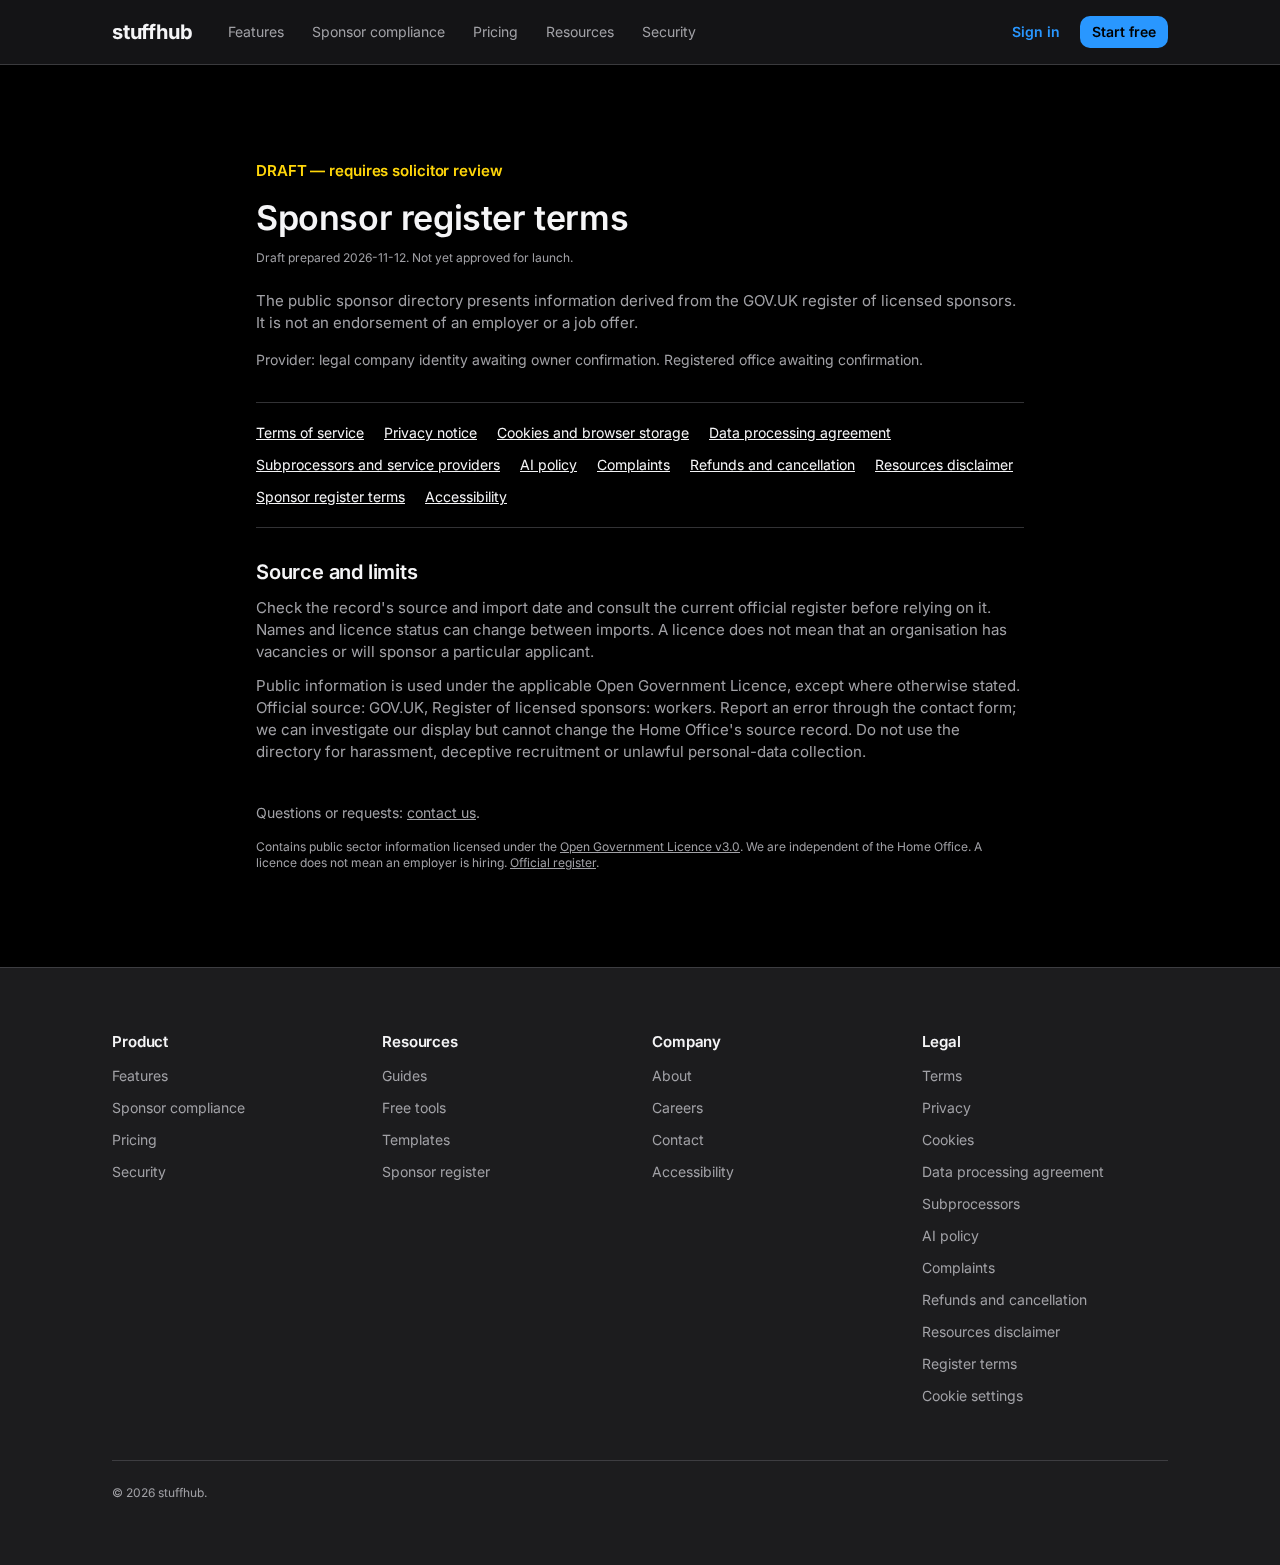 stuffhub
Features
Sponsor compliance
Pricing
Resources
Security
Sign in
Start free
DRAFT — requires solicitor review
Sponsor register terms
Draft prepared 2026-11-12. Not yet approved for launch.
The public sponsor directory presents information derived from the GOV.UK register of licensed sponsors.
It is not an endorsement of an employer or a job offer.
Provider: legal company identity awaiting owner confirmation. Registered office awaiting confirmation.
Terms of service
Privacy notice
Cookies and browser storage
Data processing agreement
Subprocessors and service providers
AI policy
Complaints
Refunds and cancellation
Resources disclaimer
Sponsor register terms
Accessibility
Source and limits
Check the record's source and import date and consult the current official register before relying on it.
Names and licence status can change between imports. A licence does not mean that an organisation has
vacancies or will sponsor a particular applicant.
Public information is used under the applicable Open Government Licence, except where otherwise stated.
Official source: GOV.UK, Register of licensed sponsors: workers. Report an error through the contact form;
we can investigate our display but cannot change the Home Office's source record. Do not use the
directory for harassment, deceptive recruitment or unlawful personal-data collection.
Questions or requests: contact us.
Contains public sector information licensed under the Open Government Licence v3.0. We are independent of the Home Office. A
licence does not mean an employer is hiring. Official register.
Product
Features
Sponsor compliance
Pricing
Security
Resources
Guides
Free tools
Templates
Sponsor register
Company
About
Careers
Contact
Accessibility
Legal
Terms
Privacy
Cookies
Data processing agreement
Subprocessors
AI policy
Complaints
Refunds and cancellation
Resources disclaimer
Register terms
Cookie settings
© 2026 stuffhub.